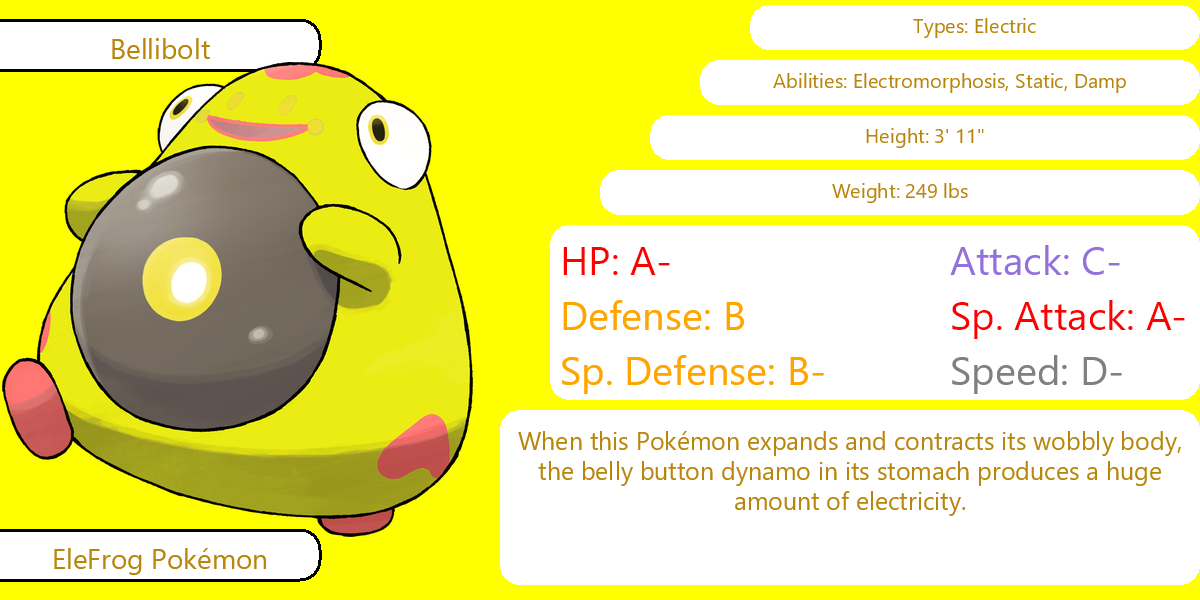 Bellibolt
EleFrog Pokémon
Types: Electric
Abilities: Electromorphosis, Static, Damp
Height: 3' 11"
Weight: 249 lbs
HP: A-
Attack: C-
Defense: B
Sp. Attack: A-
Sp. Defense: B-
Speed: D-
When this Pokémon expands and contracts its wobbly body,
the belly button dynamo in its stomach produces a huge
amount of electricity.